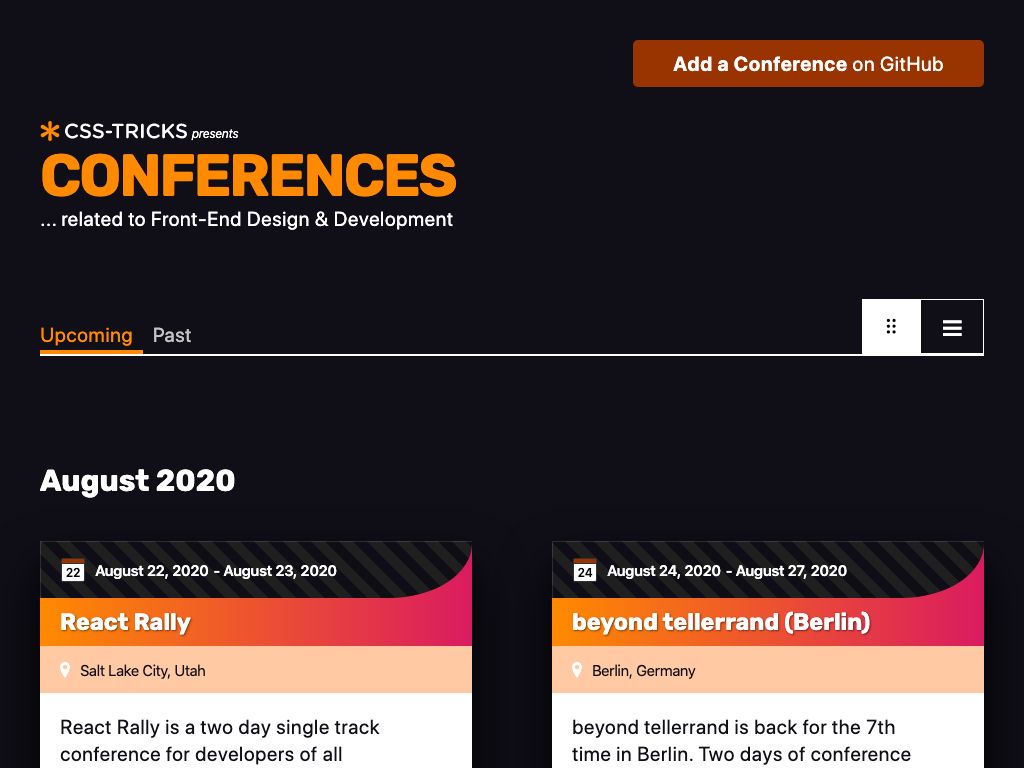 Add a Conference on GitHub
CSS-TRICKS presents
CONFERENCES
... related to Front-End Design & Development
Upcoming Past
August 2020
22 August 22, 2020 - August 23, 2020
React Rally
Salt Lake City, Utah
React Rally is a two day single track
conference for developers of all
24 August 24, 2020 - August 27, 2020
beyond tellerrand (Berlin)
Berlin, Germany
beyond tellerrand is back for the 7th
time in Berlin. Two days of conference